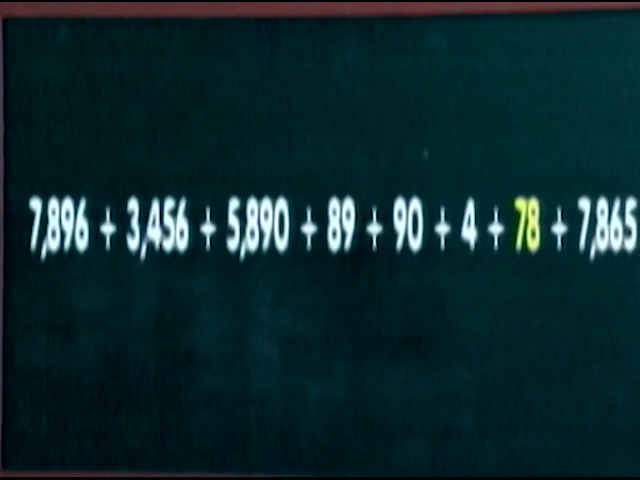 7,896 + 3,456 + 5,890 + 89 + 90 + 4 + 78 + 7,865